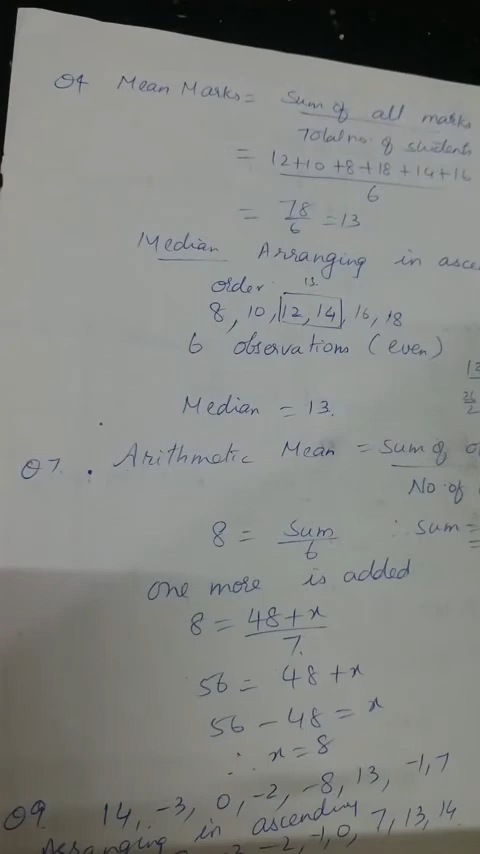 Q4 Mean Marks = Sum of all marks
Total no. of students
= 12+10+8+18+14+16
6
= 78/6 = 13
Median Arranging in asce
order 13
8, 10, 12, 14, 16, 18
6 observations (even)
26/2
Median = 13.
Q7. Arithmatic Mean = Sum of
No. of
8 = Sum/6 ∴ sum =
one more is added
8 = 48+x
7.
56 = 48+x
56 - 48 = x
∴ x = 8
Q9 14, -3, 0, -2, -8, 13, -1, 7
Arranging in ascending
-2, -1, 0, 7, 13, 14